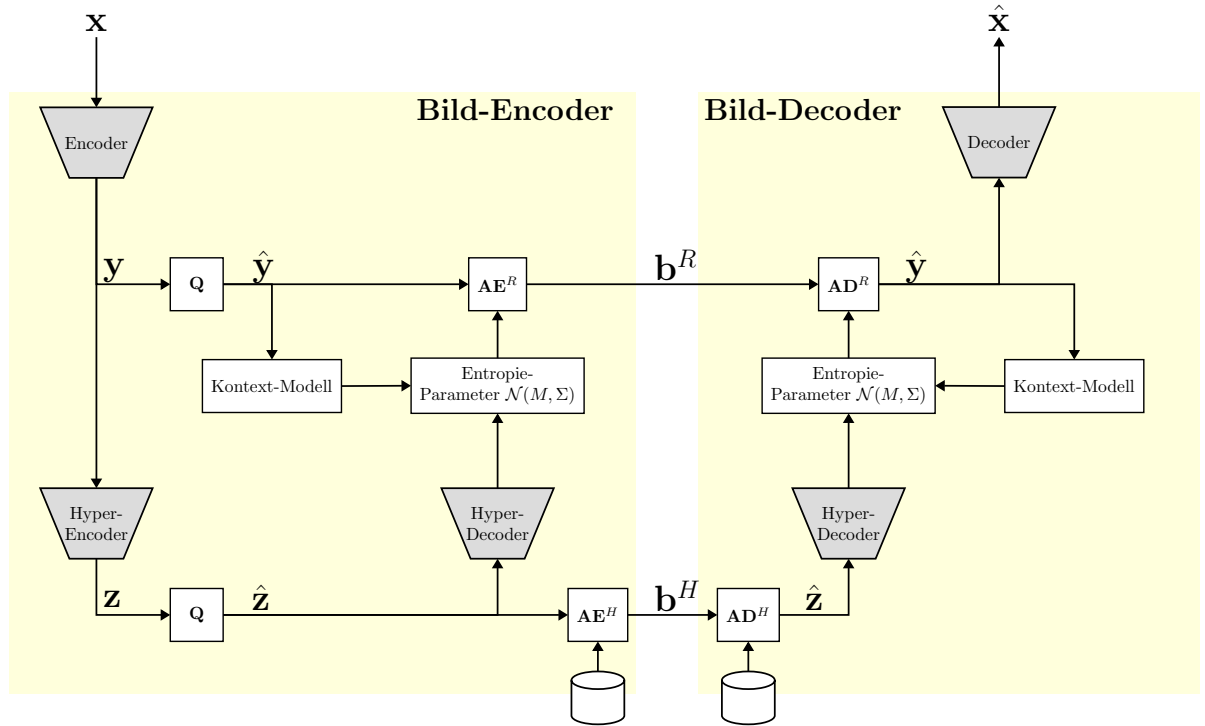 x
x̂
Bild-Encoder
Bild-Decoder
Encoder
Decoder
y
Q
ŷ
AE^R
b^R
AD^R
ŷ
Kontext-Modell
Entropie-
Parameter 𝒩(M, Σ)
Entropie-
Parameter 𝒩(M, Σ)
Kontext-Modell
Hyper-
Encoder
Hyper-
Decoder
Hyper-
Decoder
z
Q
ẑ
AE^H
b^H
AD^H
ẑ